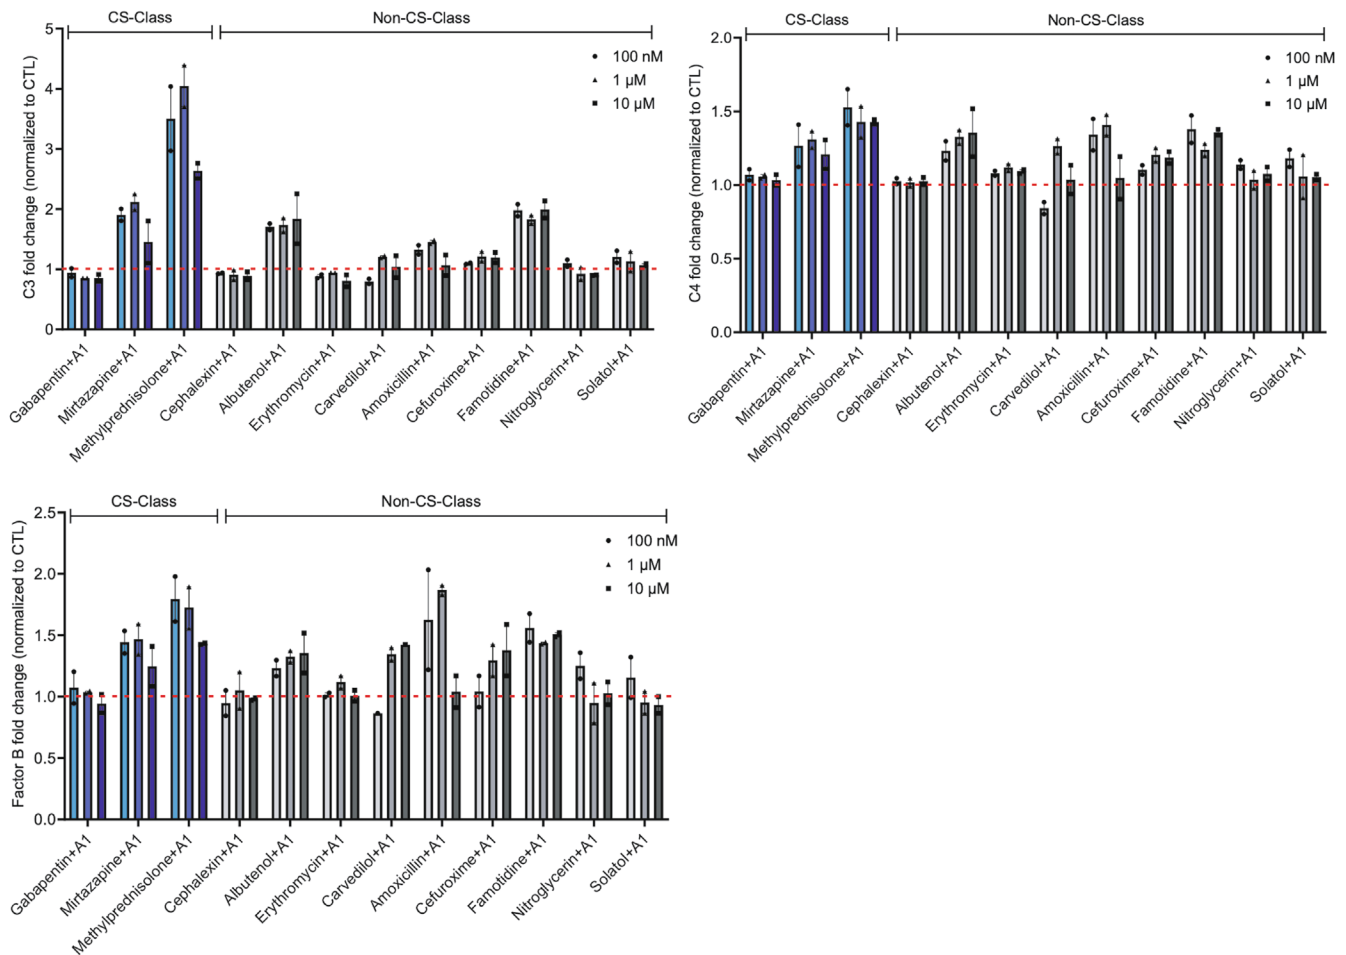 CS-Class
Non-CS-Class
C3 fold change (normalized to CTL)
5
4
3
2
1
0
100 nM
1 µM
10 µM
Gabapentin+A1
Mirtazapine+A1
Methylprednisolone+A1
Cephalexin+A1
Albutenol+A1
Erythromycin+A1
Carvedilol+A1
Amoxicillin+A1
Cefuroxime+A1
Famotidine+A1
Nitroglycerin+A1
Solatol+A1
CS-Class
Non-CS-Class
C4 fold change (normalized to CTL)
2.0
1.5
1.0
0.5
0.0
100 nM
1 µM
10 µM
Gabapentin+A1
Mirtazapine+A1
Methylprednisolone+A1
Cephalexin+A1
Albutenol+A1
Erythromycin+A1
Carvedilol+A1
Amoxicillin+A1
Cefuroxime+A1
Famotidine+A1
Nitroglycerin+A1
Solatol+A1
CS-Class
Non-CS-Class
Factor B fold change (normalized to CTL)
2.5
2.0
1.5
1.0
0.5
0.0
100 nM
1 µM
10 µM
Gabapentin+A1
Mirtazapine+A1
Methylprednisolone+A1
Cephalexin+A1
Albutenol+A1
Erythromycin+A1
Carvedilol+A1
Amoxicillin+A1
Cefuroxime+A1
Famotidine+A1
Nitroglycerin+A1
Solatol+A1